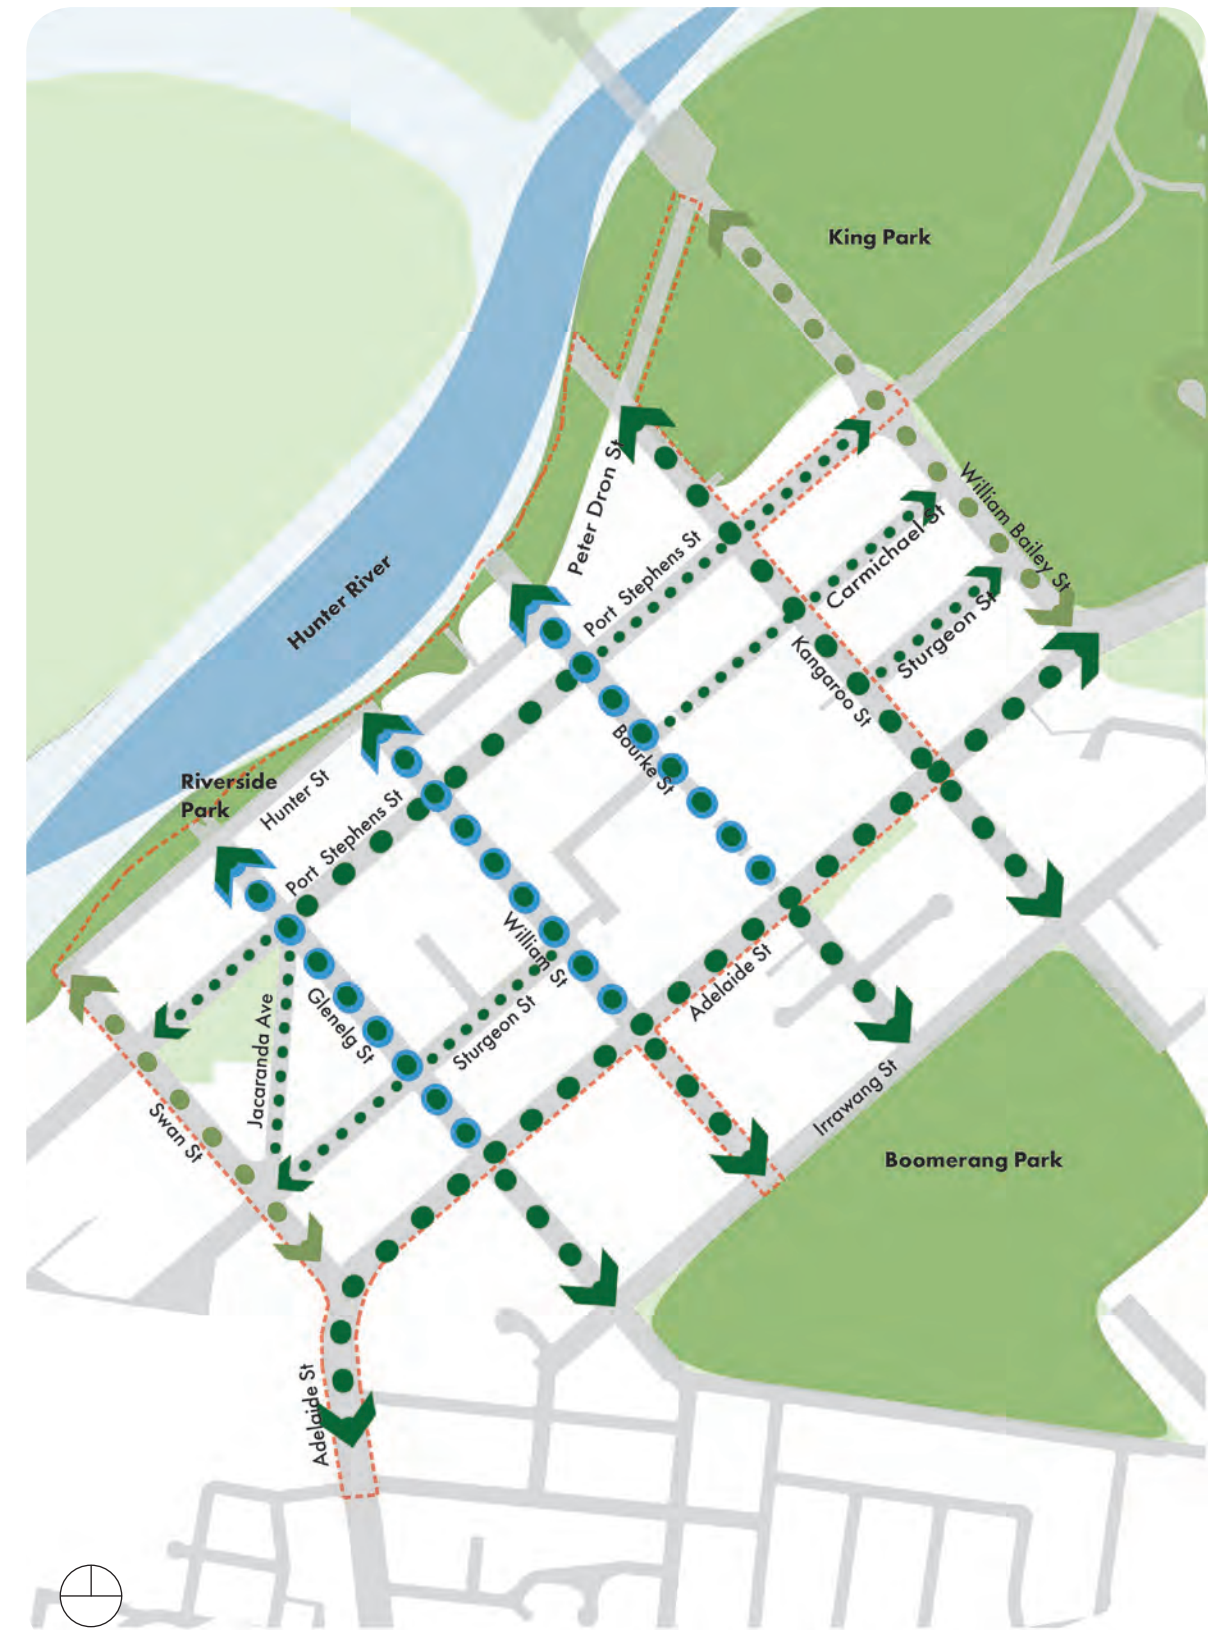 King Park
William Bailey St
Peter Dron St
Port Stephens St
Carmichael St
Hunter River
Sturgeon St
Kangaroo St
Bourke St
Riverside
Park
Hunter St
Port Stephens St
William St
Adelaide St
Glenelg St
Sturgeon St
Jacaranda Ave
Irrawang St
Swan St
Boomerang Park
Adelaide St